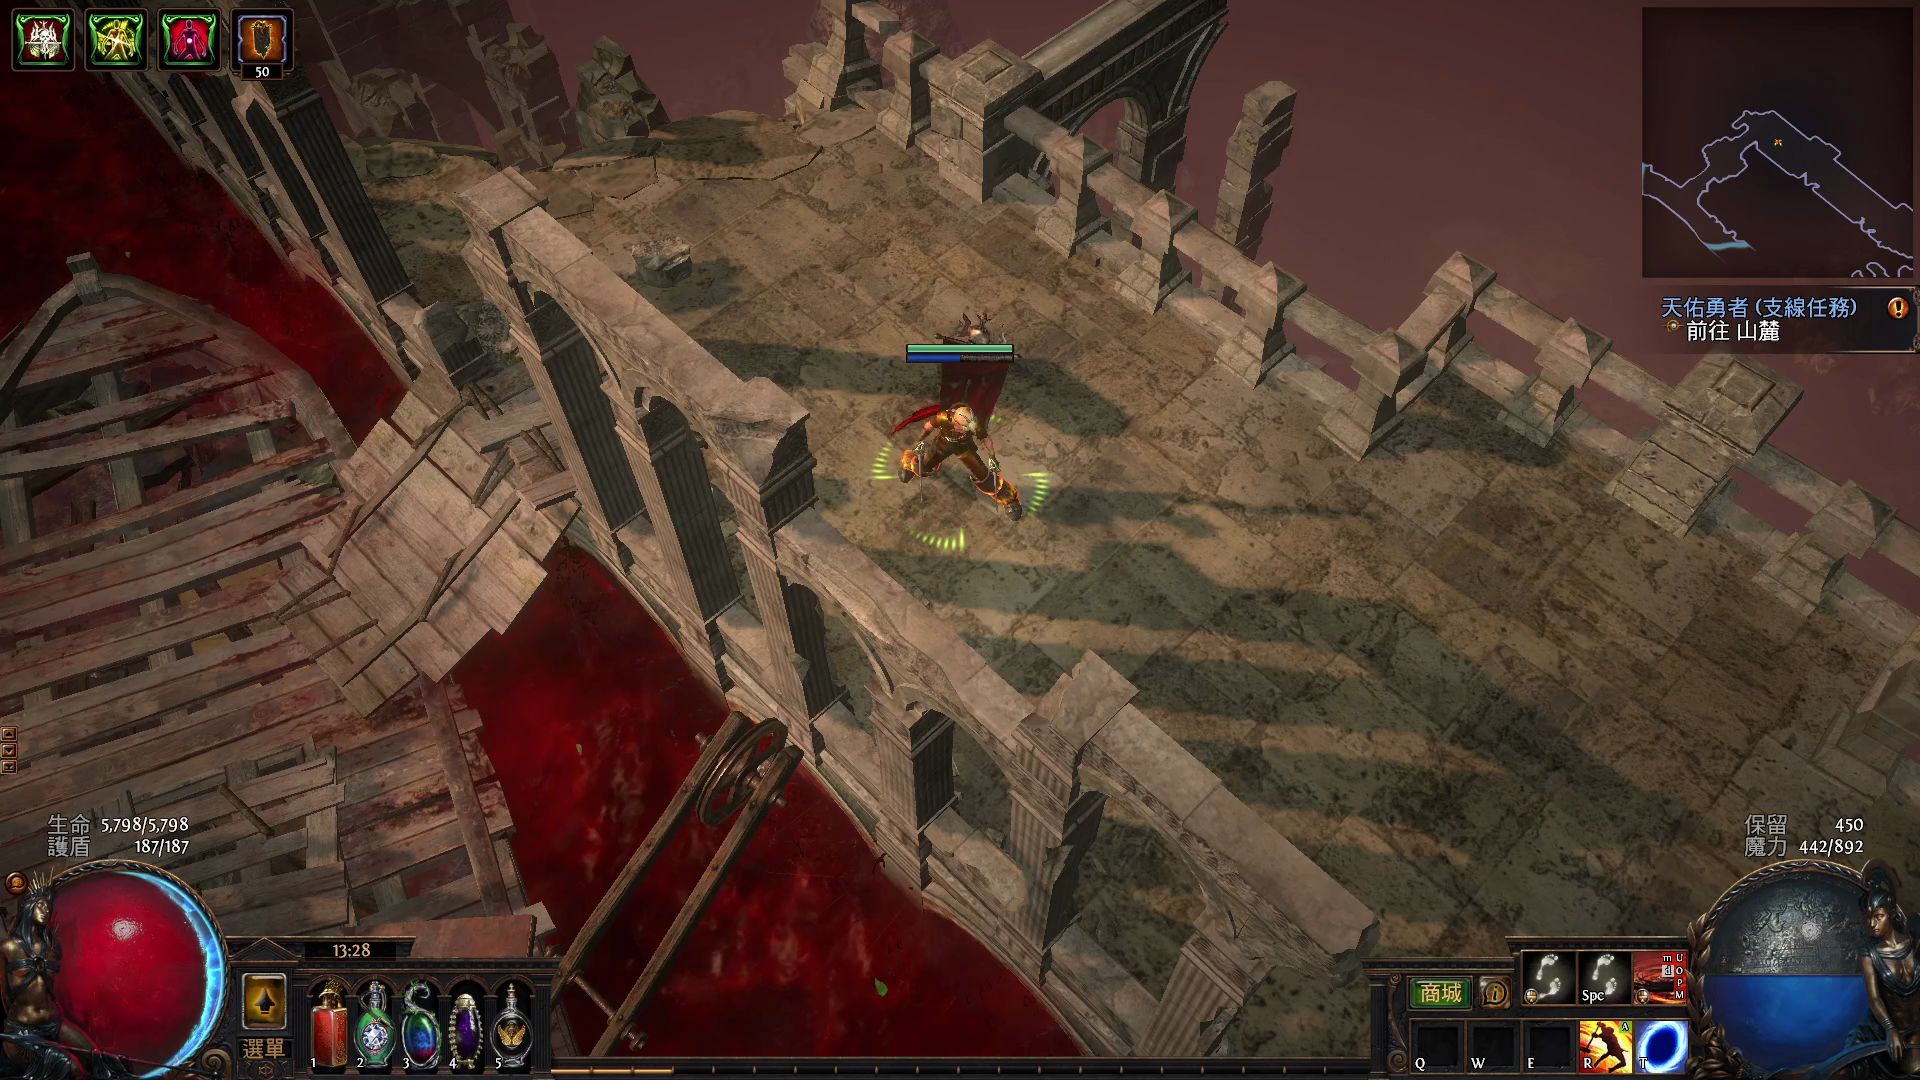 50
天佑勇者 (支線任務)
前往 山麓
生命 5,798/5,798
護盾 187/187
保留 450
魔力 442/892
13:28
選單
1 2 3 4 5
商城
Spc
m U
d O
P
M
A
Q W E R T